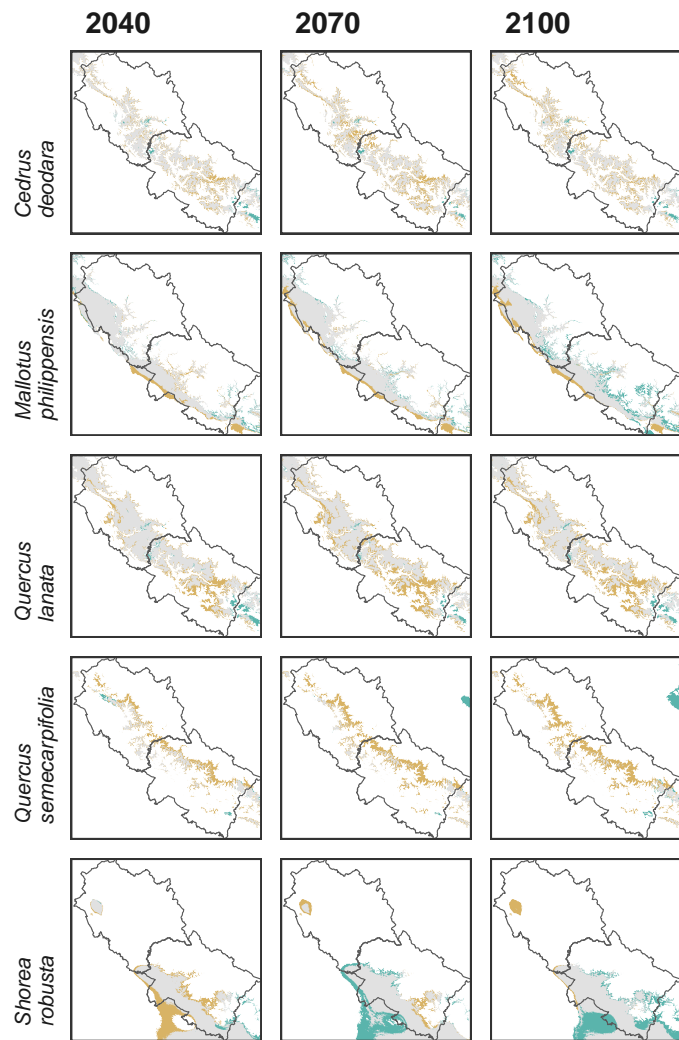 2040 2070 2100
Cedrus
deodara
Mallotus
philippensis
Quercus
lanata
Quercus
semecarpifolia
Shorea
robusta